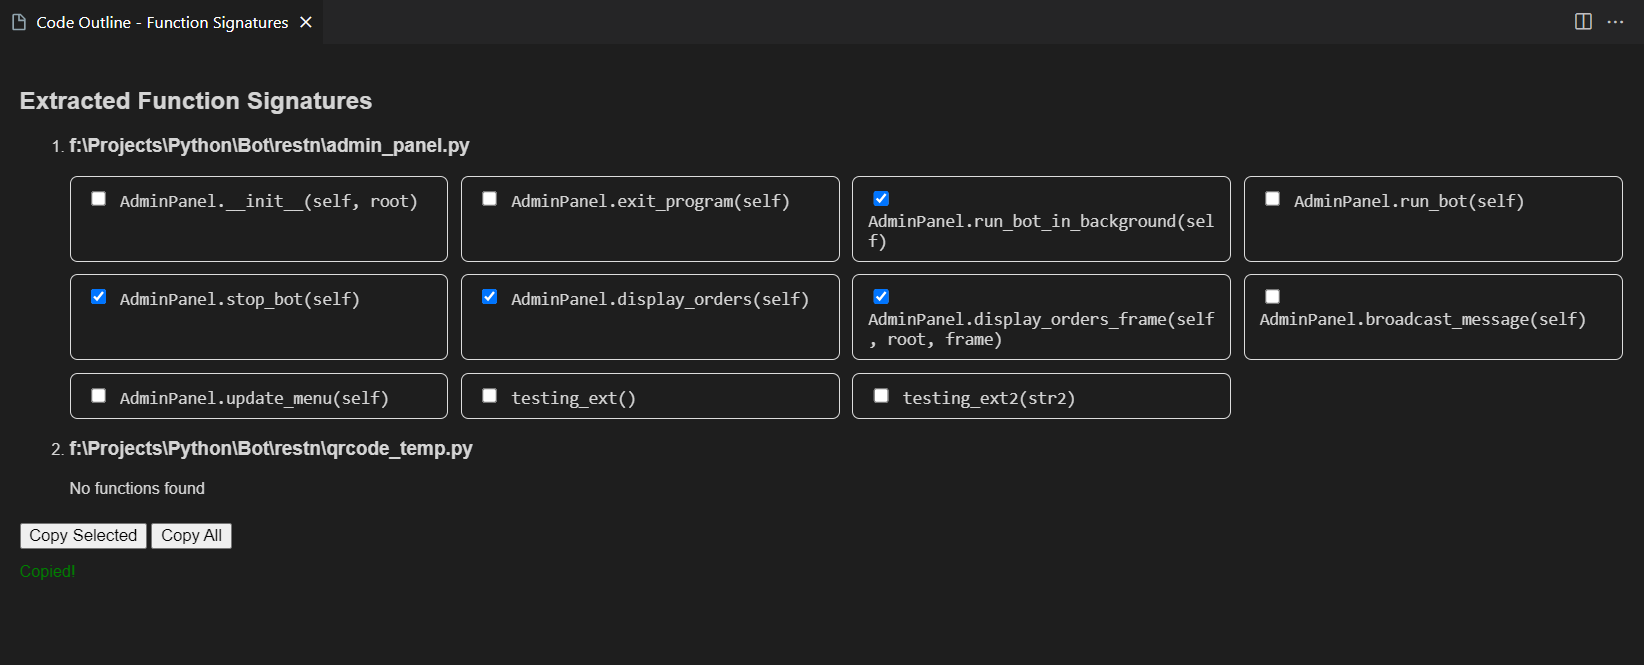 Code Outline - Function Signatures
Extracted Function Signatures
1. f:\Projects\Python\Bot\restn\admin_panel.py
AdminPanel.__init__(self, root)
AdminPanel.exit_program(self)
AdminPanel.run_bot_in_background(sel
f)
AdminPanel.run_bot(self)
AdminPanel.stop_bot(self)
AdminPanel.display_orders(self)
AdminPanel.display_orders_frame(self
, root, frame)
AdminPanel.broadcast_message(self)
AdminPanel.update_menu(self)
testing_ext()
testing_ext2(str2)
2. f:\Projects\Python\Bot\restn\qrcode_temp.py
No functions found
Copy Selected
Copy All
Copied!